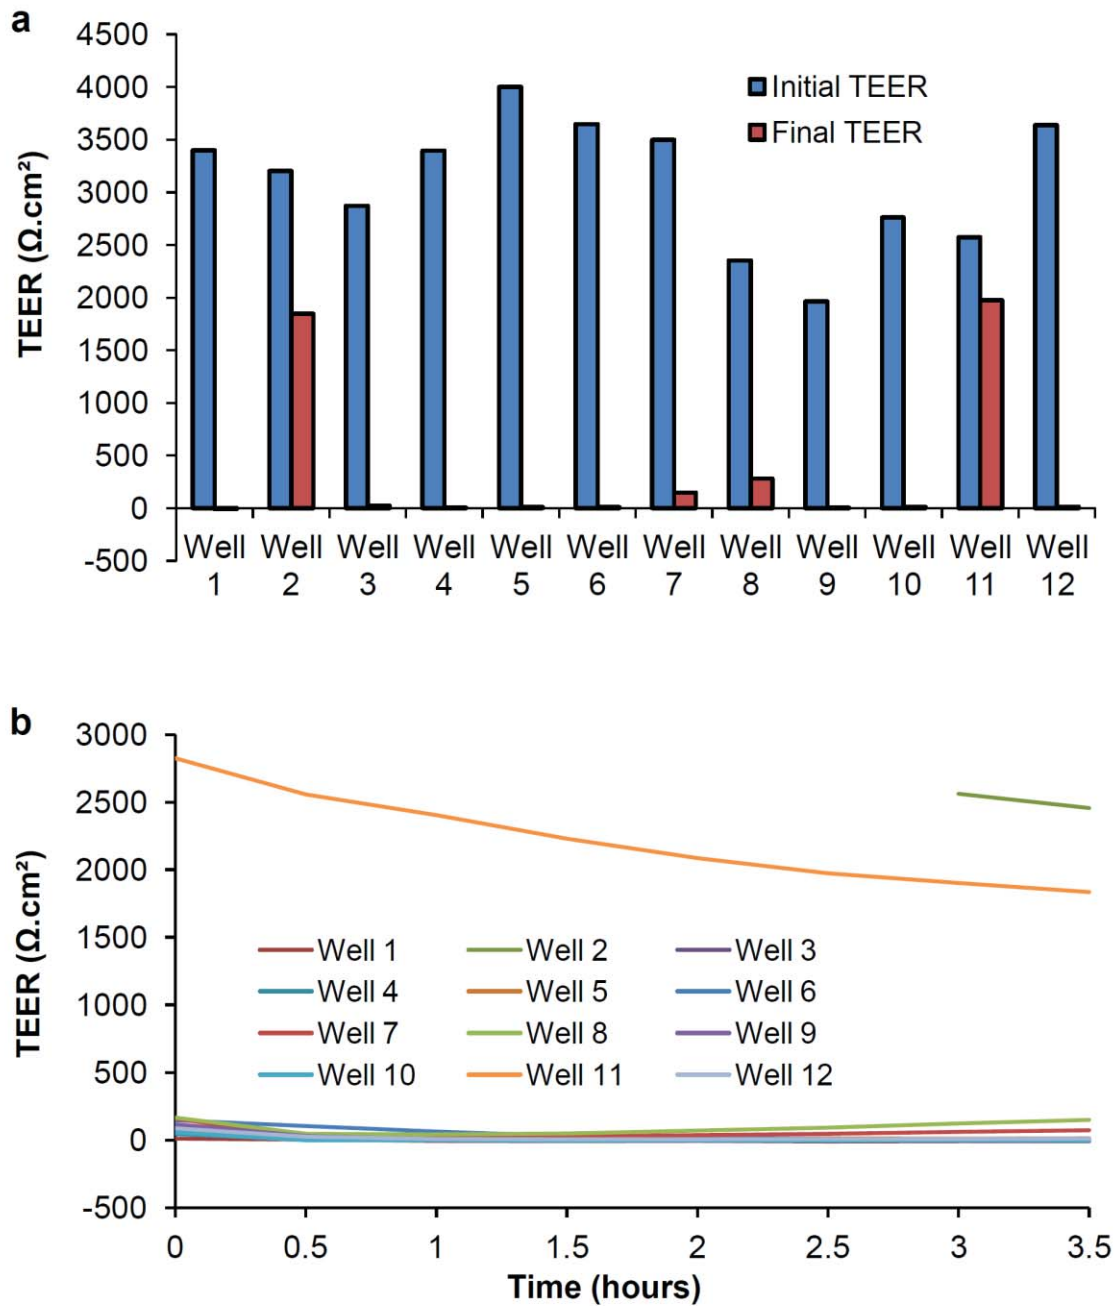 a
TEER (Ω.cm²)
4500
4000
3500
3000
2500
2000
1500
1000
500
0
-500
Initial TEER
Final TEER
Well Well Well Well Well Well Well Well Well Well Well Well
1 2 3 4 5 6 7 8 9 10 11 12
b
TEER (Ω.cm²)
3000
2500
2000
1500
1000
500
0
-500
Well 1 Well 2 Well 3
Well 4 Well 5 Well 6
Well 7 Well 8 Well 9
Well 10 Well 11 Well 12
0 0.5 1 1.5 2 2.5 3 3.5
Time (hours)